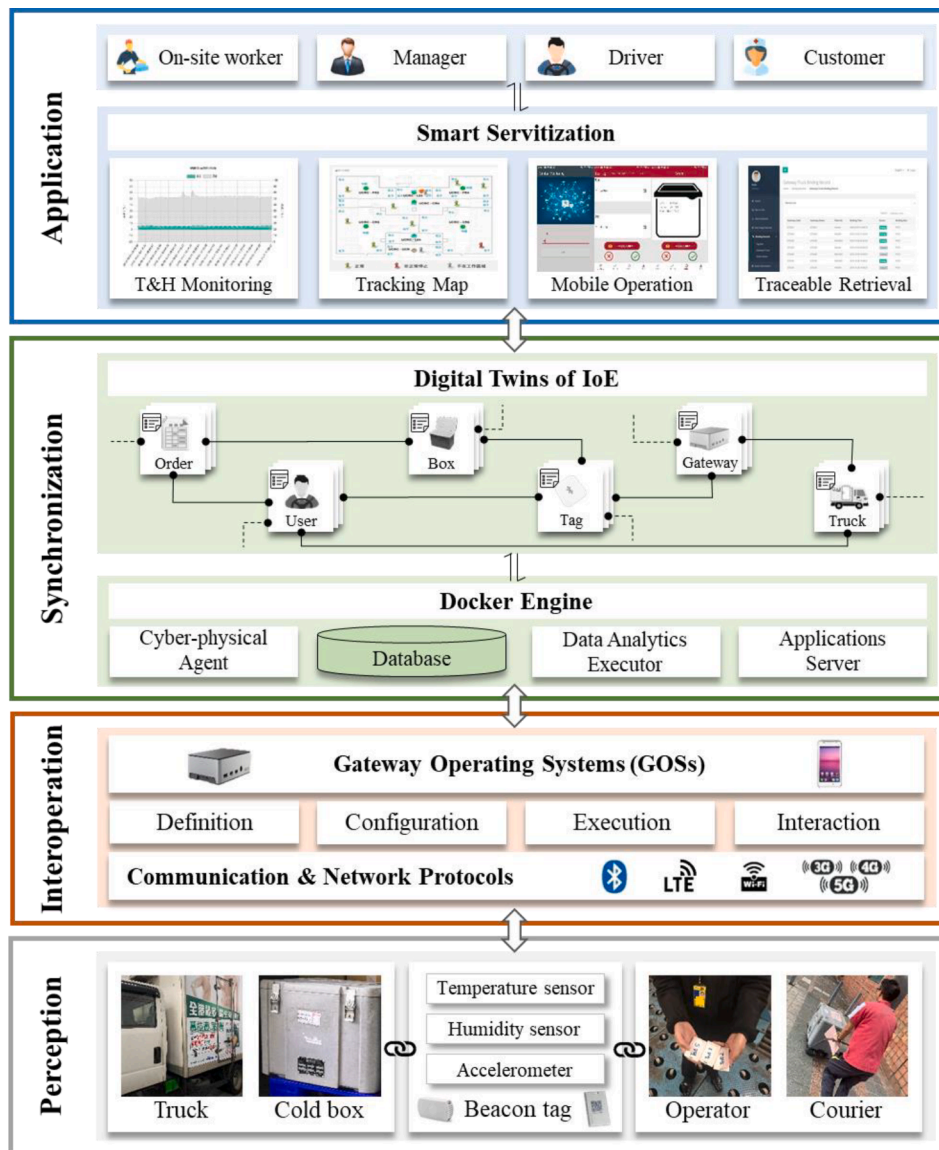 Application
On-site worker
Manager
Driver
Customer
Smart Servitization
T&H Monitoring
Tracking Map
Mobile Operation
Traceable Retrieval
Synchronization
Digital Twins of IoE
Order
Box
Gateway
User
Tag
Truck
Docker Engine
Cyber-physical
Agent
Database
Data Analytics
Executor
Applications
Server
Interoperation
Gateway Operating Systems (GOSs)
Definition
Configuration
Execution
Interaction
Communication & Network Protocols
LTE
Wi-Fi
3G
4G
5G
Perception
Truck
Cold box
Temperature sensor
Humidity sensor
Accelerometer
Beacon tag
Operator
Courier